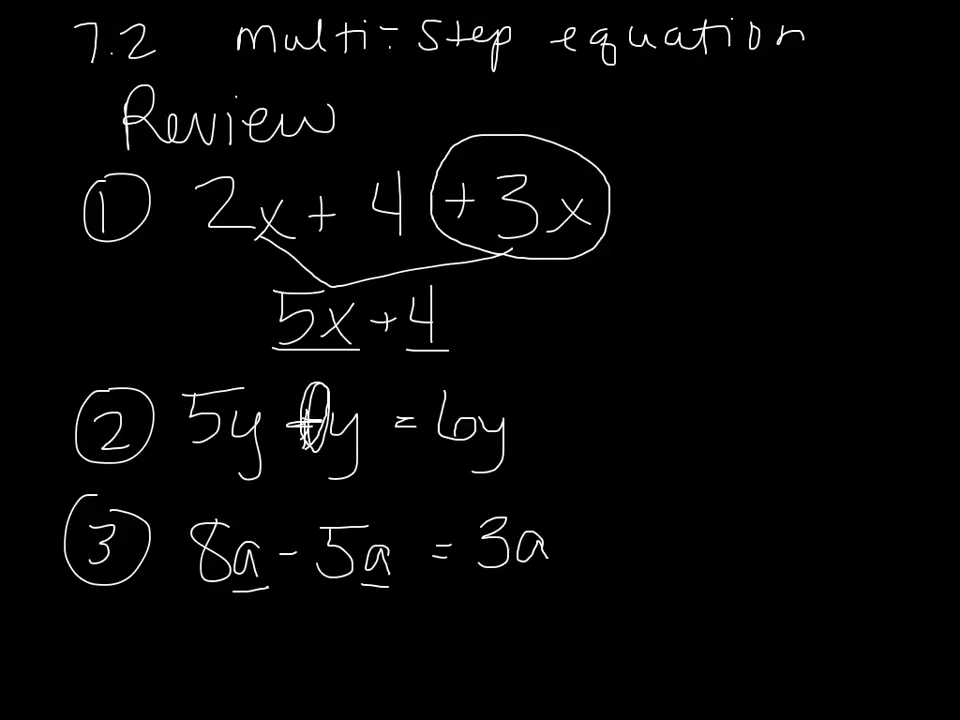 7.2 multi-step equation
Review
① 2x + 4 + 3x
5x + 4
② 5y + y = 6y
③ 8a - 5a = 3a